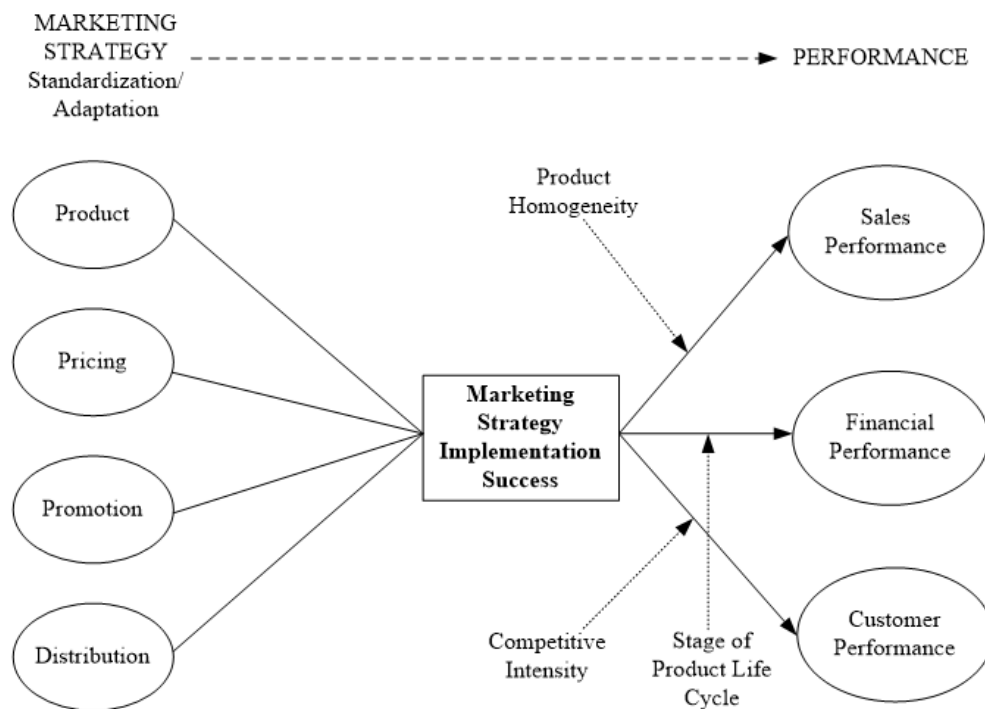 MARKETING
STRATEGY
Standardization/
Adaptation
PERFORMANCE
Product
Pricing
Promotion
Distribution
Marketing
Strategy
Implementation
Success
Product
Homogeneity
Competitive
Intensity
Stage of
Product Life
Cycle
Sales
Performance
Financial
Performance
Customer
Performance